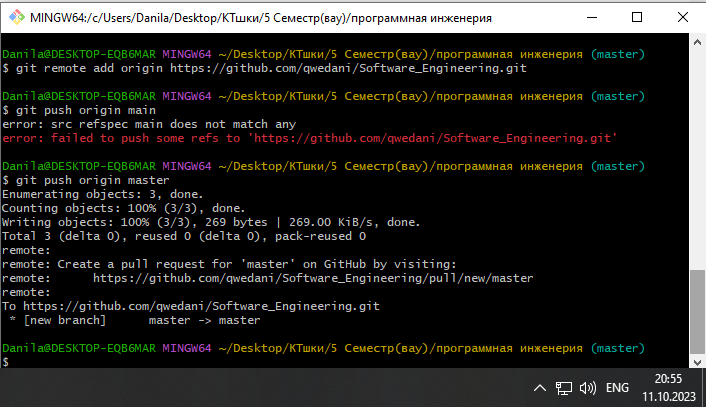 MINGW64:/c/Users/Danila/Desktop/КТшки/5 Семестр(вау)/программная инженерия
Danila@DESKTOP-EQB6MAR MINGW64 ~/Desktop/КТшки/5 Семестр(вау)/программная инженерия (master)
$ git remote add origin https://github.com/qwedani/Software_Engineering.git
Danila@DESKTOP-EQB6MAR MINGW64 ~/Desktop/КТшки/5 Семестр(вау)/программная инженерия (master)
$ git push origin main
error: src refspec main does not match any
error: failed to push some refs to 'https://github.com/qwedani/Software_Engineering.git'
Danila@DESKTOP-EQB6MAR MINGW64 ~/Desktop/КТшки/5 Семестр(вау)/программная инженерия (master)
$ git push origin master
Enumerating objects: 3, done.
Counting objects: 100% (3/3), done.
Writing objects: 100% (3/3), 269 bytes | 269.00 KiB/s, done.
Total 3 (delta 0), reused 0 (delta 0), pack-reused 0
remote:
remote: Create a pull request for 'master' on GitHub by visiting:
remote:      https://github.com/qwedani/Software_Engineering/pull/new/master
remote:
To https://github.com/qwedani/Software_Engineering.git
 * [new branch]      master -> master
Danila@DESKTOP-EQB6MAR MINGW64 ~/Desktop/КТшки/5 Семестр(вау)/программная инженерия (master)
$
ENG
20:55
11.10.2023